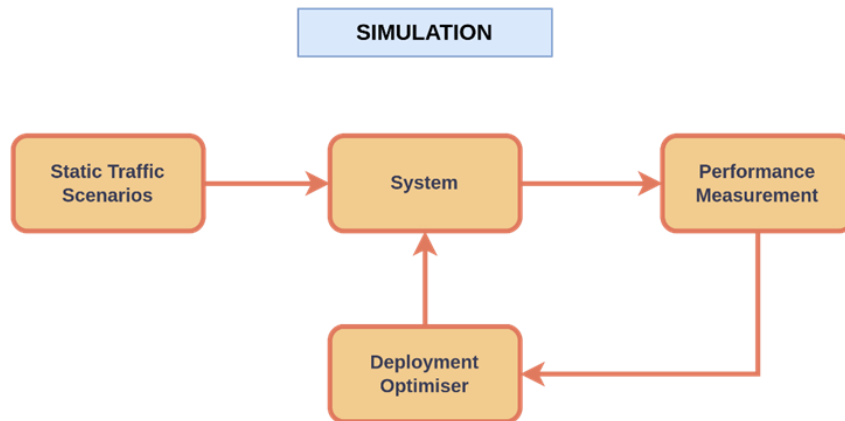 SIMULATION
Static Traffic
Scenarios
System
Performance
Measurement
Deployment
Optimiser